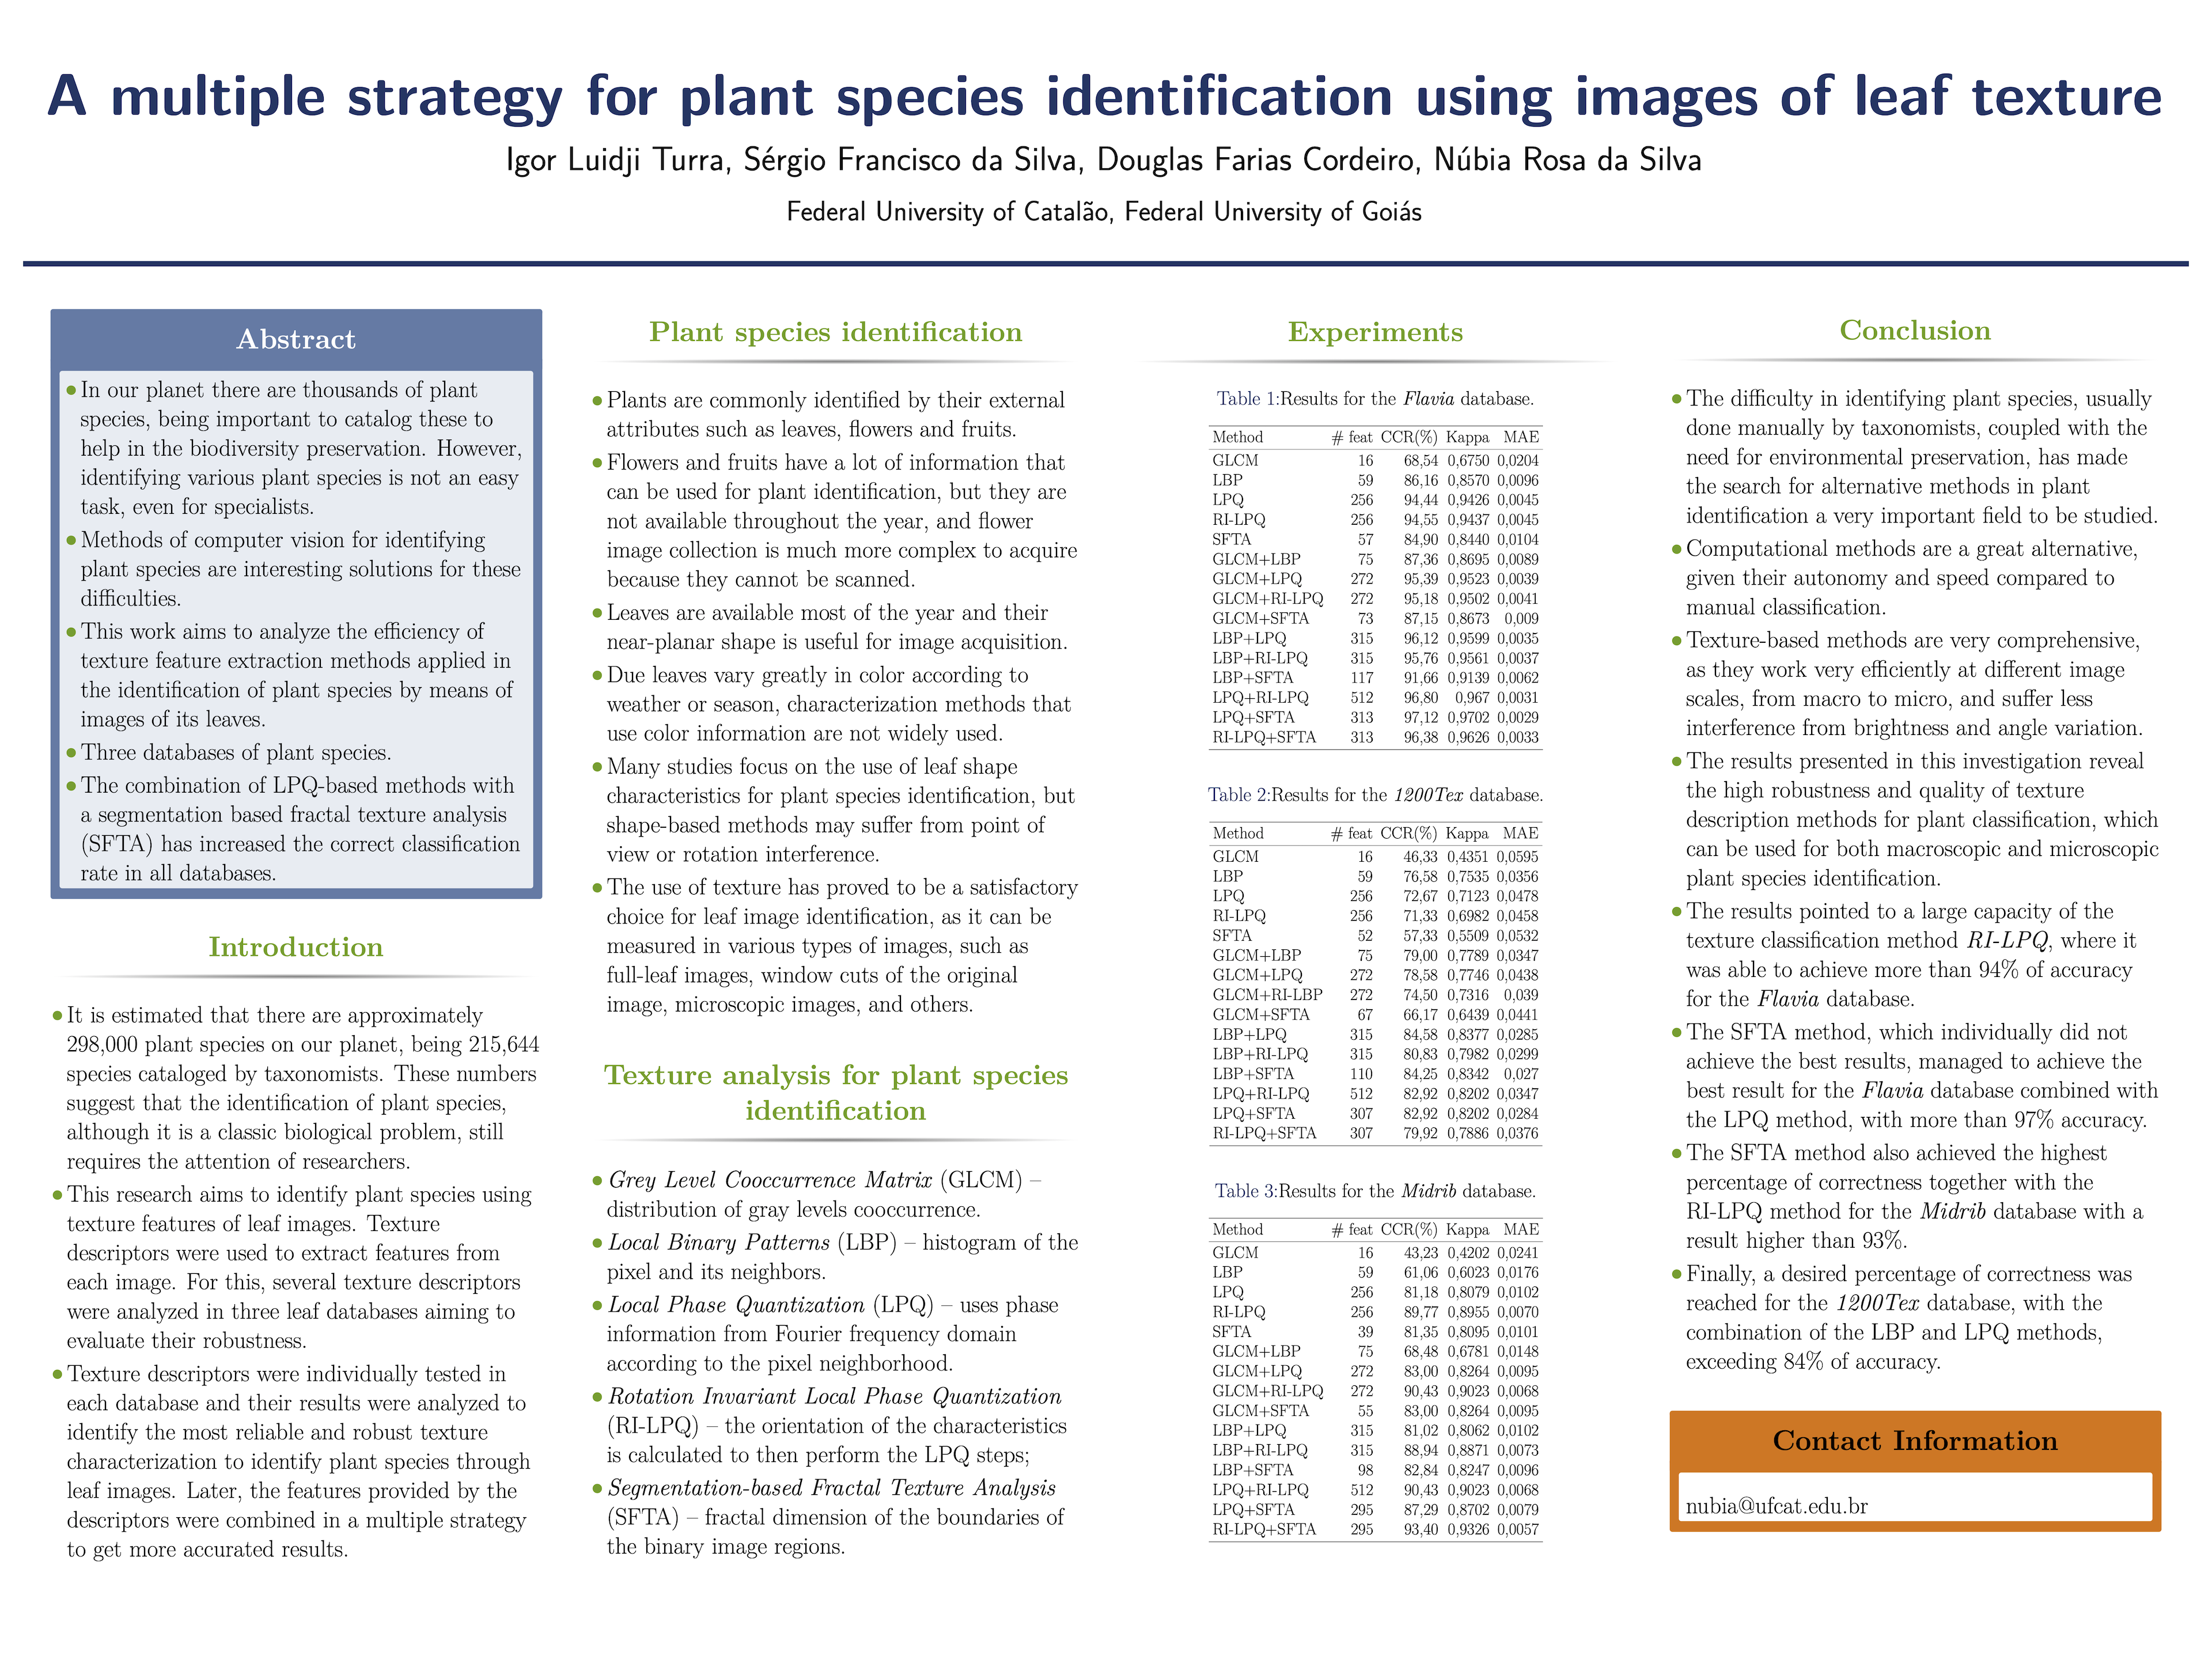 A multiple strategy for plant species identification using images of leaf texture
Igor Luidji Turra, Sérgio Francisco da Silva, Douglas Farias Cordeiro, Núbia Rosa da Silva
Federal University of Catalão, Federal University of Goiás
Abstract
• In our planet there are thousands of plant
species, being important to catalog these to
help in the biodiversity preservation. However,
identifying various plant species is not an easy
task, even for specialists.
• Methods of computer vision for identifying
plant species are interesting solutions for these
difficulties.
• This work aims to analyze the efficiency of
texture feature extraction methods applied in
the identification of plant species by means of
images of its leaves.
• Three databases of plant species.
• The combination of LPQ-based methods with
a segmentation based fractal texture analysis
(SFTA) has increased the correct classification
rate in all databases.
Introduction
• It is estimated that there are approximately
298,000 plant species on our planet, being 215,644
species cataloged by taxonomists. These numbers
suggest that the identification of plant species,
although it is a classic biological problem, still
requires the attention of researchers.
• This research aims to identify plant species using
texture features of leaf images. Texture
descriptors were used to extract features from
each image. For this, several texture descriptors
were analyzed in three leaf databases aiming to
evaluate their robustness.
• Texture descriptors were individually tested in
each database and their results were analyzed to
identify the most reliable and robust texture
characterization to identify plant species through
leaf images. Later, the features provided by the
descriptors were combined in a multiple strategy
to get more accurated results.
Plant species identification
• Plants are commonly identified by their external
attributes such as leaves, flowers and fruits.
• Flowers and fruits have a lot of information that
can be used for plant identification, but they are
not available throughout the year, and flower
image collection is much more complex to acquire
because they cannot be scanned.
• Leaves are available most of the year and their
near-planar shape is useful for image acquisition.
• Due leaves vary greatly in color according to
weather or season, characterization methods that
use color information are not widely used.
• Many studies focus on the use of leaf shape
characteristics for plant species identification, but
shape-based methods may suffer from point of
view or rotation interference.
• The use of texture has proved to be a satisfactory
choice for leaf image identification, as it can be
measured in various types of images, such as
full-leaf images, window cuts of the original
image, microscopic images, and others.
Texture analysis for plant species
identification
• Grey Level Cooccurrence Matrix (GLCM) –
distribution of gray levels cooccurrence.
• Local Binary Patterns (LBP) – histogram of the
pixel and its neighbors.
• Local Phase Quantization (LPQ) – uses phase
information from Fourier frequency domain
according to the pixel neighborhood.
• Rotation Invariant Local Phase Quantization
(RI-LPQ) – the orientation of the characteristics
is calculated to then perform the LPQ steps;
• Segmentation-based Fractal Texture Analysis
(SFTA) – fractal dimension of the boundaries of
the binary image regions.
Experiments
Table 1:Results for the Flavia database.
Method # feat CCR(%) Kappa MAE
GLCM 16 68,54 0,6750 0,0204
LBP 59 86,16 0,8570 0,0096
LPQ 256 94,44 0,9426 0,0045
RI-LPQ 256 94,55 0,9437 0,0045
SFTA 57 84,90 0,8440 0,0104
GLCM+LBP 75 87,36 0,8695 0,0089
GLCM+LPQ 272 95,39 0,9523 0,0039
GLCM+RI-LPQ 272 95,18 0,9502 0,0041
GLCM+SFTA 73 87,15 0,8673 0,009
LBP+LPQ 315 96,12 0,9599 0,0035
LBP+RI-LPQ 315 95,76 0,9561 0,0037
LBP+SFTA 117 91,66 0,9139 0,0062
LPQ+RI-LPQ 512 96,80 0,967 0,0031
LPQ+SFTA 313 97,12 0,9702 0,0029
RI-LPQ+SFTA 313 96,38 0,9626 0,0033
Table 2:Results for the 1200Tex database.
Method # feat CCR(%) Kappa MAE
GLCM 16 46,33 0,4351 0,0595
LBP 59 76,58 0,7535 0,0356
LPQ 256 72,67 0,7123 0,0478
RI-LPQ 256 71,33 0,6982 0,0458
SFTA 52 57,33 0,5509 0,0532
GLCM+LBP 75 79,00 0,7789 0,0347
GLCM+LPQ 272 78,58 0,7746 0,0438
GLCM+RI-LBP 272 74,50 0,7316 0,039
GLCM+SFTA 67 66,17 0,6439 0,0441
LBP+LPQ 315 84,58 0,8377 0,0285
LBP+RI-LPQ 315 80,83 0,7982 0,0299
LBP+SFTA 110 84,25 0,8342 0,027
LPQ+RI-LPQ 512 82,92 0,8202 0,0347
LPQ+SFTA 307 82,92 0,8202 0,0284
RI-LPQ+SFTA 307 79,92 0,7886 0,0376
Table 3:Results for the Midrib database.
Method # feat CCR(%) Kappa MAE
GLCM 16 43,23 0,4202 0,0241
LBP 59 61,06 0,6023 0,0176
LPQ 256 81,18 0,8079 0,0102
RI-LPQ 256 89,77 0,8955 0,0070
SFTA 39 81,35 0,8095 0,0101
GLCM+LBP 75 68,48 0,6781 0,0148
GLCM+LPQ 272 83,00 0,8264 0,0095
GLCM+RI-LPQ 272 90,43 0,9023 0,0068
GLCM+SFTA 55 83,00 0,8264 0,0095
LBP+LPQ 315 81,02 0,8062 0,0102
LBP+RI-LPQ 315 88,94 0,8871 0,0073
LBP+SFTA 98 82,84 0,8247 0,0096
LPQ+RI-LPQ 512 90,43 0,9023 0,0068
LPQ+SFTA 295 87,29 0,8702 0,0079
RI-LPQ+SFTA 295 93,40 0,9326 0,0057
Conclusion
• The difficulty in identifying plant species, usually
done manually by taxonomists, coupled with the
need for environmental preservation, has made
the search for alternative methods in plant
identification a very important field to be studied.
• Computational methods are a great alternative,
given their autonomy and speed compared to
manual classification.
• Texture-based methods are very comprehensive,
as they work very efficiently at different image
scales, from macro to micro, and suffer less
interference from brightness and angle variation.
• The results presented in this investigation reveal
the high robustness and quality of texture
description methods for plant classification, which
can be used for both macroscopic and microscopic
plant species identification.
• The results pointed to a large capacity of the
texture classification method RI-LPQ, where it
was able to achieve more than 94% of accuracy
for the Flavia database.
• The SFTA method, which individually did not
achieve the best results, managed to achieve the
best result for the Flavia database combined with
the LPQ method, with more than 97% accuracy.
• The SFTA method also achieved the highest
percentage of correctness together with the
RI-LPQ method for the Midrib database with a
result higher than 93%.
• Finally, a desired percentage of correctness was
reached for the 1200Tex database, with the
combination of the LBP and LPQ methods,
exceeding 84% of accuracy.
Contact Information
nubia@ufcat.edu.br